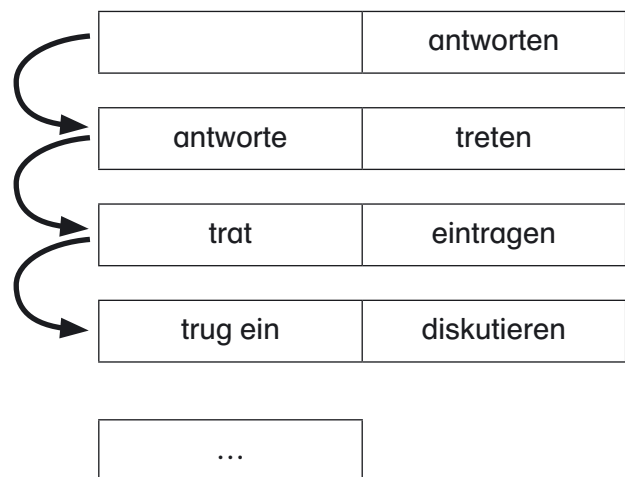 antworten
antworte treten
trat eintragen
trug ein diskutieren
...